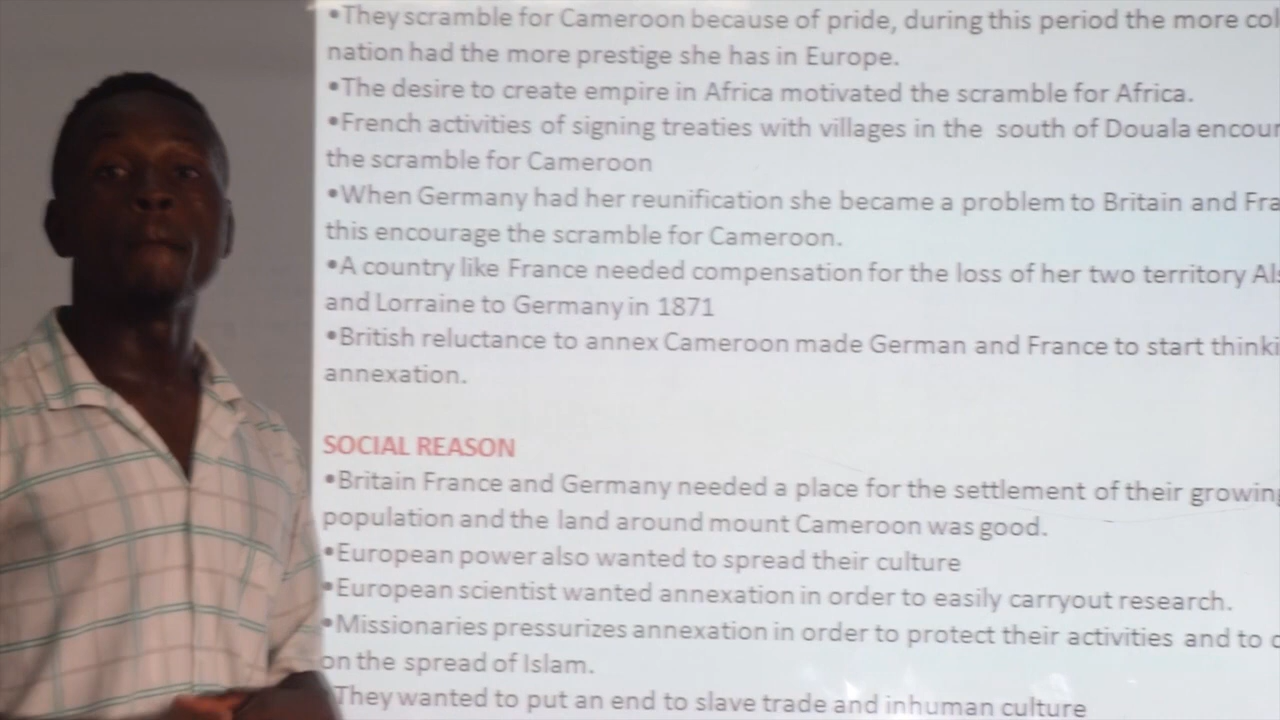 •They scramble for Cameroon because of pride, during this period the more
nation had the more prestige she has in Europe.
•The desire to create empire in Africa motivated the scramble for Africa.
•French activities of signing treaties with villages in the south of Douala
the scramble for Cameroon
•When Germany had her reunification she became a problem to Britain and
this encourage the scramble for Cameroon.
•A country like France needed compensation for the loss of her two territory
and Lorraine to Germany in 1871
•British reluctance to annex Cameroon made German and France to start
annexation.
SOCIAL REASON
•Britain France and Germany needed a place for the settlement of their
population and the land around mount Cameroon was good.
•European power also wanted to spread their culture
•European scientist wanted annexation in order to easily carryout research.
•Missionaries pressurizes annexation in order to protect their activities and to
on the spread of Islam.
They wanted to put an end to slave trade and inhuman culture